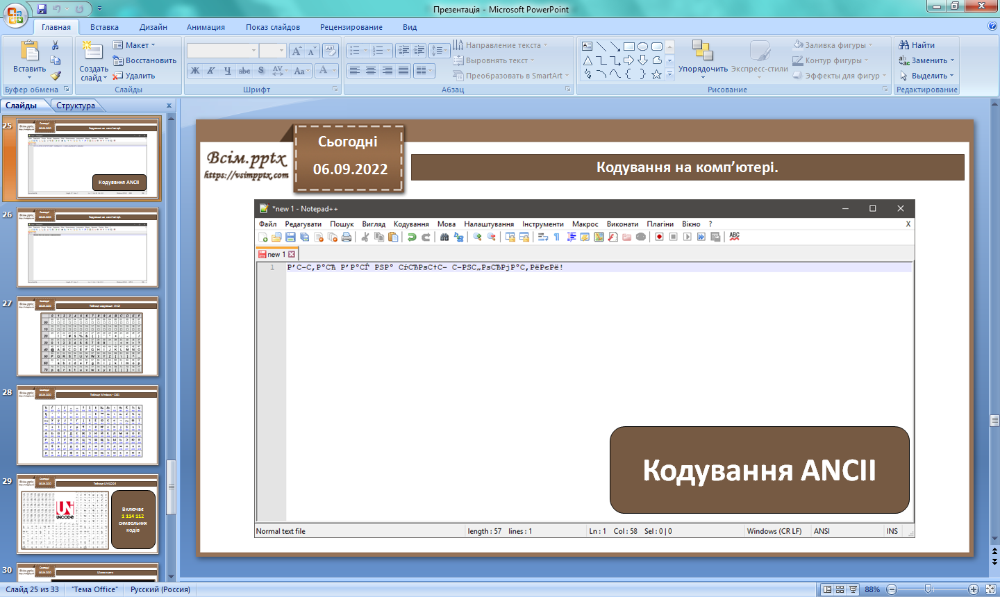 Презентація - Microsoft PowerPoint
Главная Вставка Дизайн Анимация Показ слайдов Рецензирование Вид
Вставить
Буфер обмена
Создать слайд
Макет
Восстановить
Удалить
Слайды
Ж К Ч abc S AV Aa A
Шрифт
Направление текста
Выровнять текст
Преобразовать в SmartArt
Абзац
Упорядочить
Экспресс-стили
Заливка фигуры
Контур фигуры
Эффекты для фигур
Рисование
Найти
Заменить
Выделить
Редактирование
Слайды Структура x
25
Кодування ANCII
26
27
28
29
Таблиця UNICODE
UNICODE
Включає
1 114 112
символьних
кодів
30
Всім.pptx
https://vsimpptx.com
Сьогодні
06.09.2022
Кодування на комп’ютері.
*new 1 - Notepad++
Файл Редагувати Пошук Вигляд Кодування Мова Налаштування Інструменти Макрос Виконати Плагіни Вікно ? X
new 1
1 Р’С–С‚Р°СЋ Р’Р°СЃ РЅР° СѓСЂРѕС†С– С–РЅС„РѕСЂРјР°С‚РёРєРё!
Кодування ANCII
Normal text file length : 57 lines : 1 Ln : 1 Col : 58 Sel : 0 | 0 Windows (CR LF) ANSI INS
Слайд 25 из 33 "Тема Office" Русский (Россия) 88%